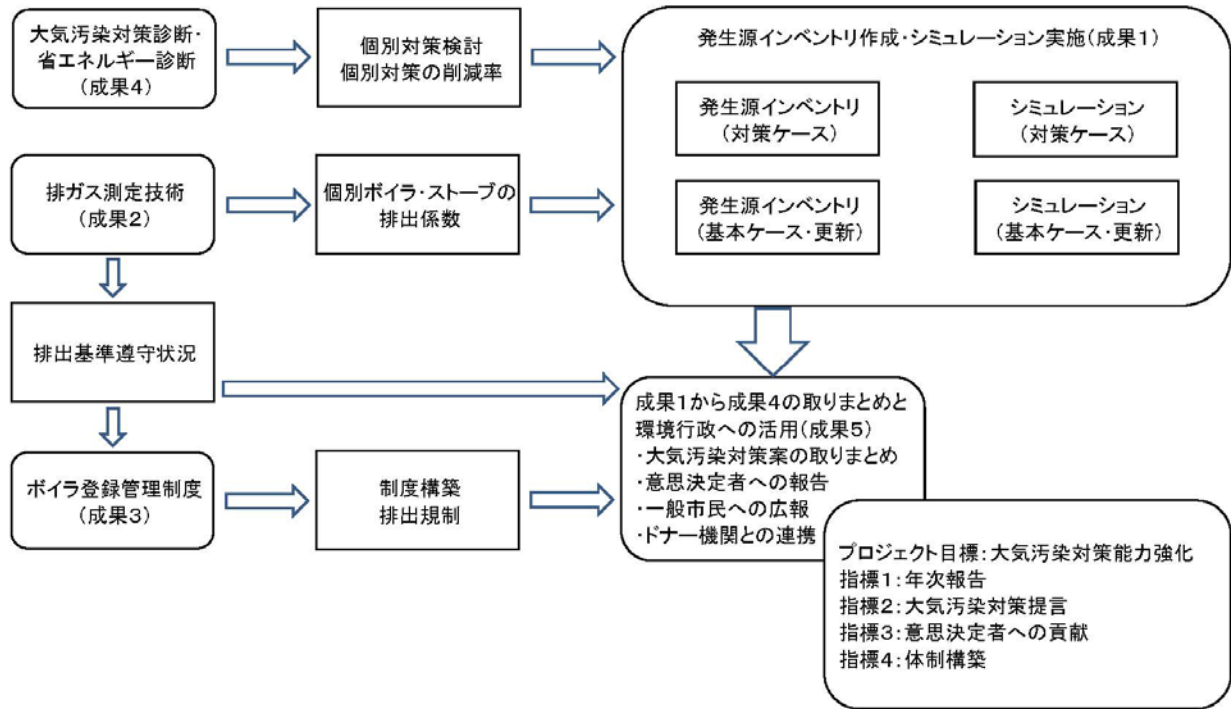 大気汚染対策診断・
省エネルギー診断
(成果4)
個別対策検討
個別対策の削減率
発生源インベントリ作成・シミュレーション実施(成果1)
発生源インベントリ
(対策ケース)
シミュレーション
(対策ケース)
排ガス測定技術
(成果2)
個別ボイラ・ストーブの
排出係数
発生源インベントリ
(基本ケース・更新)
シミュレーション
(基本ケース・更新)
排出基準遵守状況
ボイラ登録管理制度
(成果3)
制度構築
排出規制
成果1から成果4の取りまとめと
環境行政への活用(成果5)
・大気汚染対策案の取りまとめ
・意思決定者への報告
・一般市民への広報
・ドナー機関との連携
プロジェクト目標:大気汚染対策能力強化
指標1:年次報告
指標2:大気汚染対策提言
指標3:意思決定者への貢献
指標4:体制構築